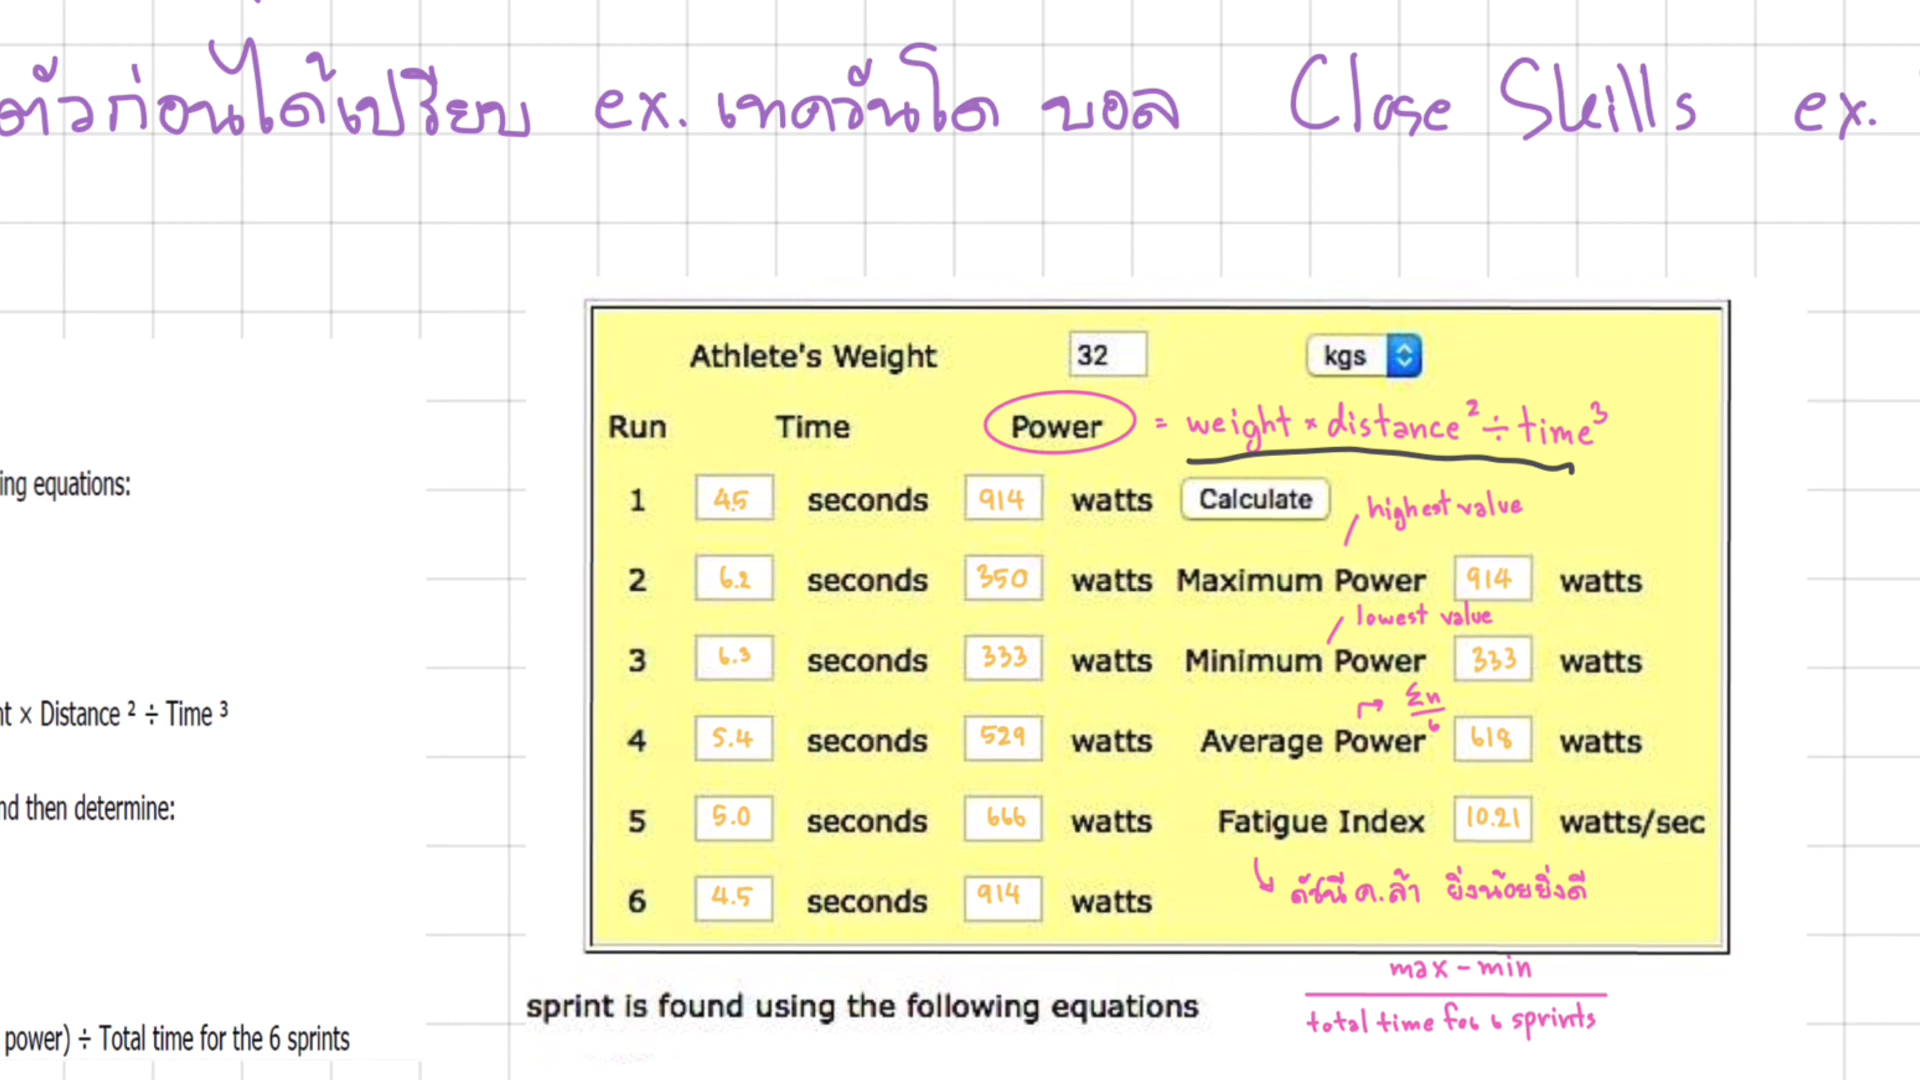 ตัวก่อนได้เปรียบ ex. เทควันโด บอล Close Skills ex.
ing equations:
nt × Distance ² ÷ Time ³
nd then determine:
power) ÷ Total time for the 6 sprints
Athlete's Weight 32 kgs
Run Time Power = weight × distance² ÷ time³
1 4.5 seconds 914 watts Calculate
highest value
2 6.2 seconds 350 watts Maximum Power 914 watts
lowest value
3 6.3 seconds 333 watts Minimum Power 333 watts
→ Σn/6
4 5.4 seconds 529 watts Average Power 618 watts
5 5.0 seconds 666 watts Fatigue Index 10.21 watts/sec
↳ ดัชนี ค.ล้า ยิ่งน้อยยิ่งดี
6 4.5 seconds 914 watts
max - min
total time for 6 sprints
sprint is found using the following equations